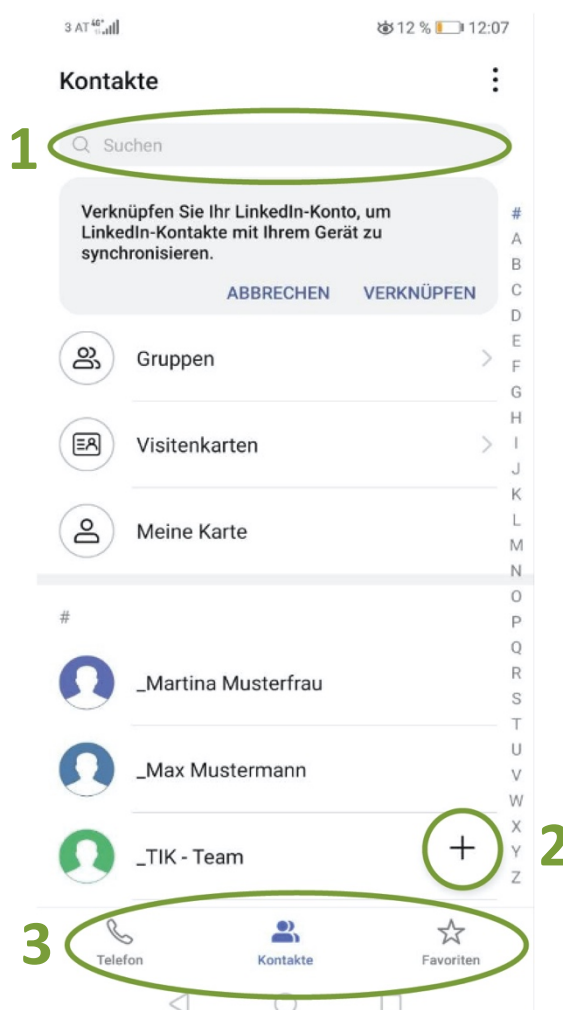 3 AT 4G+ 12 % 12:07
Kontakte
1
Suchen
Verknüpfen Sie Ihr LinkedIn-Konto, um
LinkedIn-Kontakte mit Ihrem Gerät zu
synchronisieren.
ABBRECHEN VERKNÜPFEN
Gruppen
Visitenkarten
Meine Karte
#
_Martina Musterfrau
_Max Mustermann
_TIK - Team
+
2
#
A
B
C
D
E
F
G
H
I
J
K
L
M
N
O
P
Q
R
S
T
U
V
W
X
Y
Z
3
Telefon Kontakte Favoriten